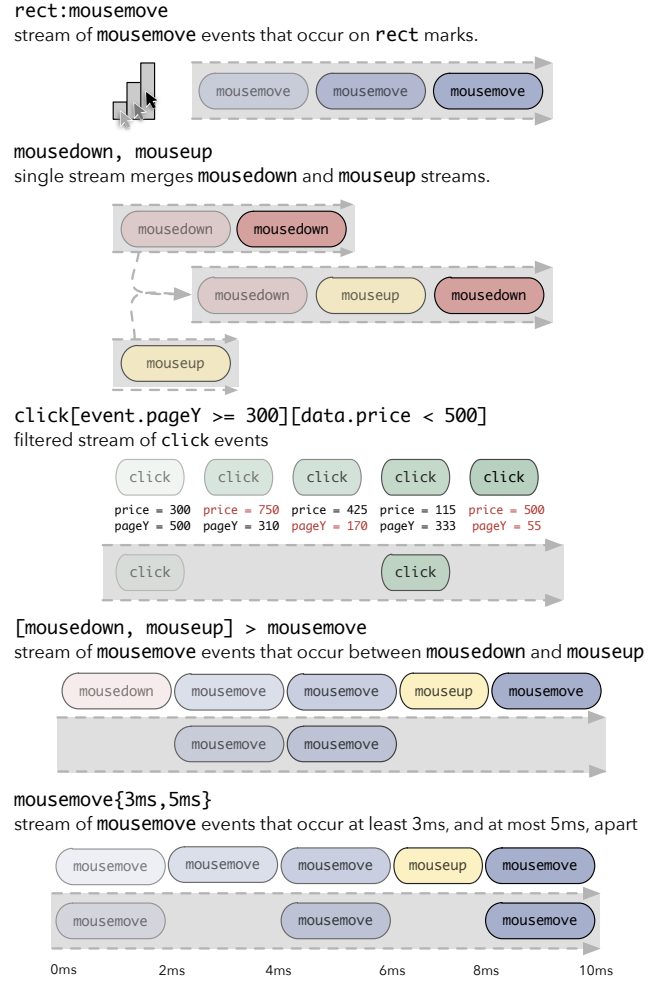 rect:mousemove
stream of mousemove events that occur on rect marks.
mousemove mousemove mousemove
mousedown, mouseup
single stream merges mousedown and mouseup streams.
mousedown mousedown
mousedown mouseup mousedown
mouseup
click[event.pageY >= 300][data.price < 500]
filtered stream of click events
click click click click click
price = 300 price = 750 price = 425 price = 115 price = 500
pageY = 500 pageY = 310 pageY = 170 pageY = 333 pageY = 55
click click
[mousedown, mouseup] > mousemove
stream of mousemove events that occur between mousedown and mouseup
mousedown mousemove mousemove mouseup mousemove
mousemove mousemove
mousemove{3ms,5ms}
stream of mousemove events that occur at least 3ms, and at most 5ms, apart
mousemove mousemove mousemove mouseup mousemove
mousemove mousemove mousemove
0ms 2ms 4ms 6ms 8ms 10ms